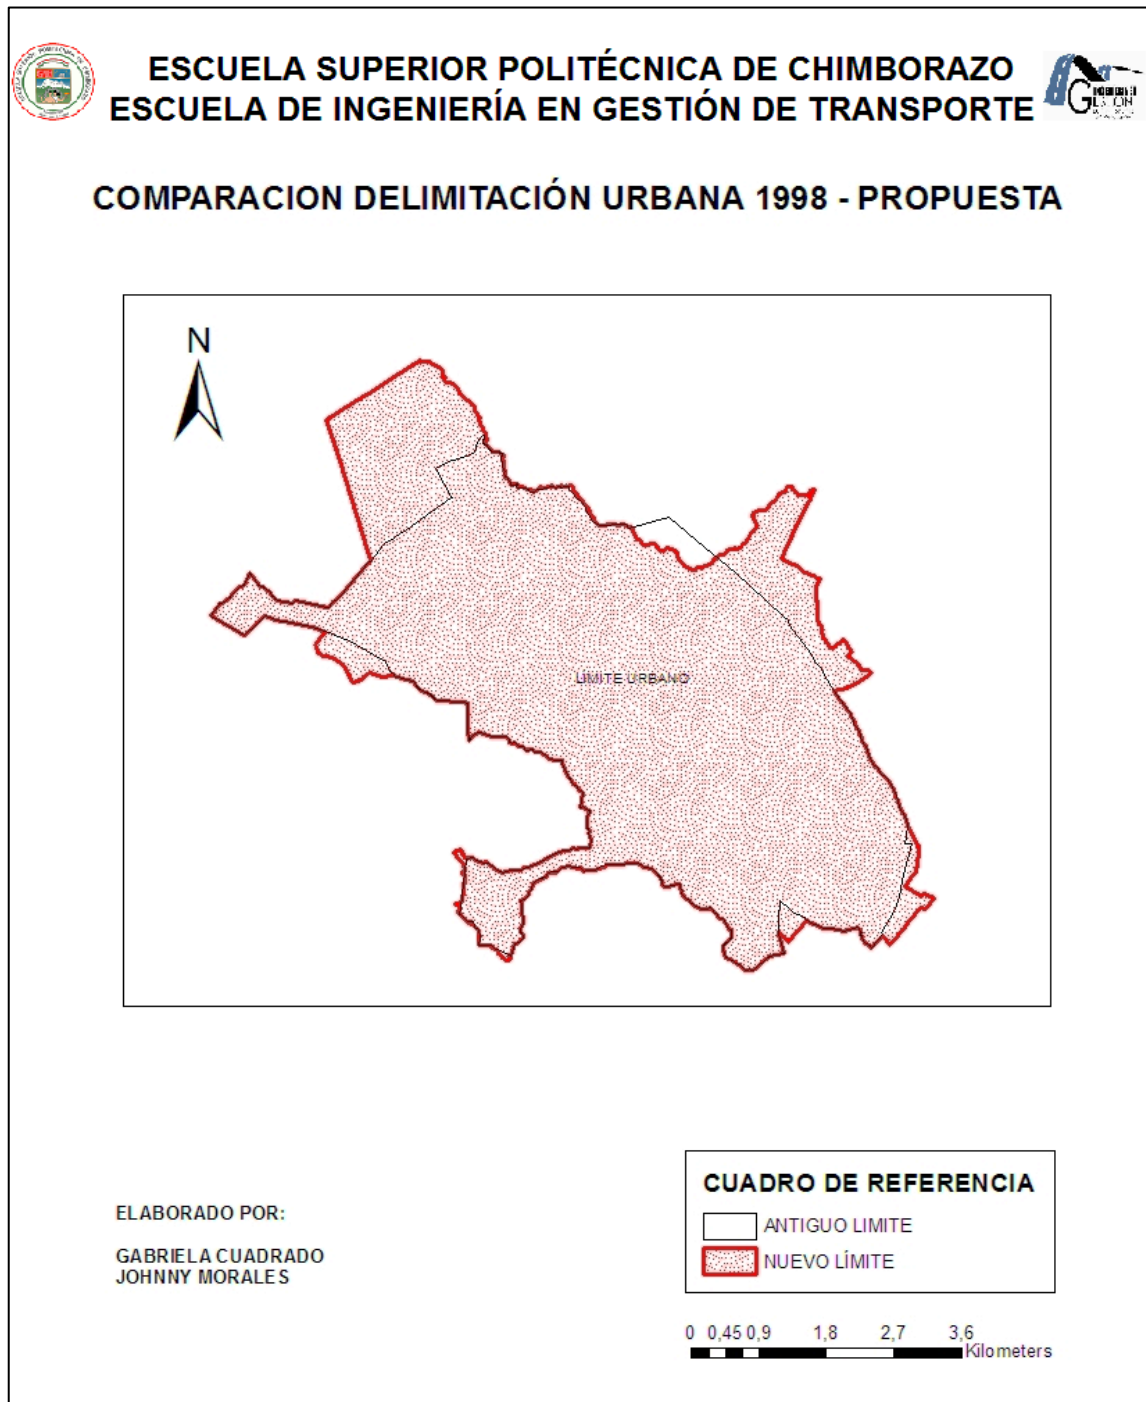 ESCUELA SUPERIOR POLITÉCNICA DE CHIMBORAZO
ESCUELA DE INGENIERÍA EN GESTIÓN DE TRANSPORTE
COMPARACION DELIMITACIÓN URBANA 1998 - PROPUESTA
N
LIMITE URBANO
ELABORADO POR:
GABRIELA CUADRADO
JOHNNY MORALES
CUADRO DE REFERENCIA
ANTIGUO LIMITE
NUEVO LÍMITE
0 0,45 0,9 1,8 2,7 3,6
Kilometers